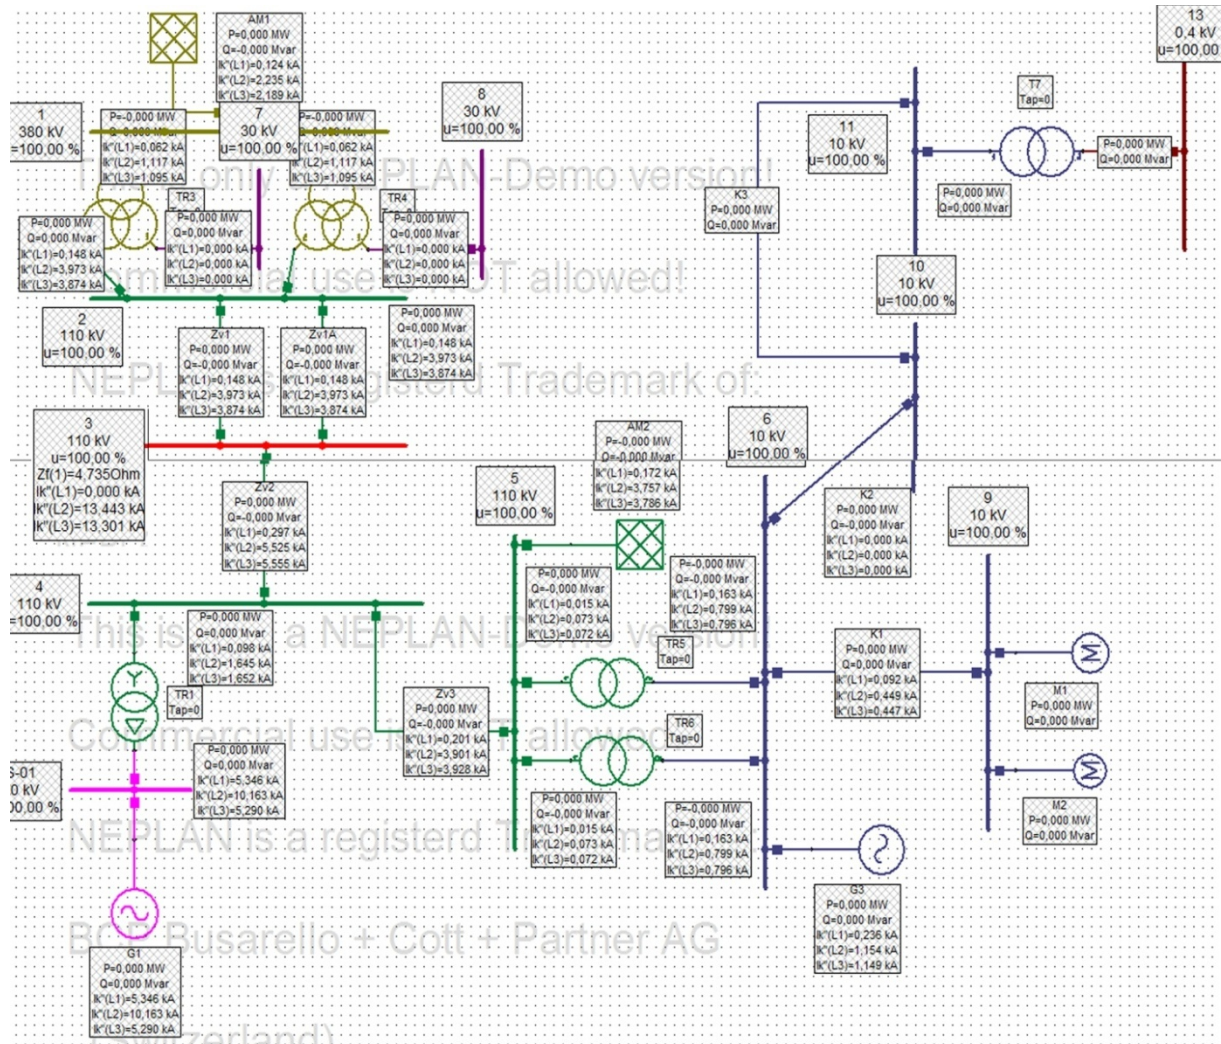 AM1
P=0,000 MW
Q=-0,000 Mvar
Ik"(L1)=0,124 kA
Ik"(L2)=2,235 kA
Ik"(L3)=2,189 kA
13
0,4 kV
u=100,00
1
380 kV
=100,00 %
P=-0,000 MW
Ik"(L1)=0,062 kA
Ik"(L2)=1,117 kA
Ik"(L3)=1,095 kA
7
30 kV
u=100,00 %
P=-0,000 MW
0,062 kA
Ik"(L2)=1,117 kA
Ik"(L3)=1,095 kA
8
30 kV
u=100,00 %
T7
Tap=0
11
10 kV
u=100,00 %
P=0,000 MW
Q=0,000 Mvar
P=0,000 MW
Q=0,000 Mvar
K3
P=0,000 MW
Q=0,000 Mvar
only
NEPLAN-Demo version!
TR3
TR4
P=0,000 MW
Q=0,000 Mvar
Ik"(L1)=0,148 kA
Ik"(L2)=3,973 kA
Ik"(L3)=3,874 kA
P=0,000 MW
Q=0,000 Mvar
Ik"(L1)=0,000 kA
Ik"(L2)=0,000 kA
Ik"(L3)=0,000 kA
P=0,000 MW
Q=0,000 Mvar
Ik"(L1)=0,000 kA
Ik"(L2)=0,000 kA
Ik"(L3)=0,000 kA
use is NOT allowed!
10
10 kV
u=100,00 %
2
110 kV
u=100,00 %
Zv1
P=0,000 MW
Q=-0,000 Mvar
Ik"(L1)=0,148 kA
Ik"(L2)=3,973 kA
Ik"(L3)=3,874 kA
Zv1A
P=0,000 MW
Q=-0,000 Mvar
Ik"(L1)=0,148 kA
Ik"(L2)=3,973 kA
Ik"(L3)=3,874 kA
P=0,000 MW
Q=0,000 Mvar
Ik"(L1)=0,148 kA
Ik"(L2)=3,973 kA
Ik"(L3)=3,874 kA
Trademark of:
3
110 kV
u=100,00 %
Zf(1)=4,735Ohm
Ik"(L1)=0,000 kA
Ik"(L2)=13,443 kA
Ik"(L3)=13,301 kA
Zv2
P=0,000 MW
Q=-0,000 Mvar
Ik"(L1)=0,297 kA
Ik"(L2)=5,525 kA
Ik"(L3)=5,555 kA
5
110 kV
u=100,00 %
AM2
P=-0,000 MW
Q=-0,000 Mvar
Ik"(L1)=0,172 kA
Ik"(L2)=3,757 kA
Ik"(L3)=3,786 kA
6
10 kV
u=100,00 %
K2
P=-0,000 MW
Q=-0,000 Mvar
Ik"(L1)=0,000 kA
Ik"(L2)=0,000 kA
Ik"(L3)=0,000 kA
9
10 kV
u=100,00 %
4
110 kV
=100,00 %
P=0,000 MW
Q=0,000 Mvar
Ik"(L1)=0,098 kA
Ik"(L2)=1,645 kA
Ik"(L3)=1,652 kA
P=0,000 MW
Q=-0,000 Mvar
Ik"(L1)=0,015 kA
Ik"(L2)=0,073 kA
Ik"(L3)=0,072 kA
P=-0,000 MW
Q=-0,000 Mvar
Ik"(L1)=0,163 kA
Ik"(L2)=0,799 kA
Ik"(L3)=0,796 kA
This is a NEPLAN-Demo version
TR5
Tap=0
K1
P=0,000 MW
Q=0,000 Mvar
Ik"(L1)=0,092 kA
Ik"(L2)=0,449 kA
Ik"(L3)=0,447 kA
M
M1
P=0,000 MW
Q=0,000 Mvar
Y
TR1
Tap=0
Zv3
P=0,000 MW
Q=-0,000 Mvar
Ik"(L1)=0,201 kA
Ik"(L2)=3,901 kA
Ik"(L3)=3,928 kA
TR6
Tap=0
Commercial use is
allowed
P=0,000 MW
Q=0,000 Mvar
Ik"(L1)=5,346 kA
Ik"(L2)=10,163 kA
Ik"(L3)=5,290 kA
S-01
0 kV
00,00 %
P=0,000 MW
Q=-0,000 Mvar
Ik"(L1)=0,015 kA
Ik"(L2)=0,073 kA
Ik"(L3)=0,072 kA
P=-0,000 MW
Q=-0,000 Mvar
Ik"(L1)=0,163 kA
Ik"(L2)=0,799 kA
Ik"(L3)=0,796 kA
M
M2
P=0,000 MW
Q=0,000 Mvar
NEPLAN is a registerd
G3
P=0,000 MW
Q=0,000 Mvar
Ik"(L1)=0,236 kA
Ik"(L2)=1,154 kA
Ik"(L3)=1,149 kA
Busarello + Cott + Partner AG
G1
P=0,000 MW
Q=0,000 Mvar
Ik"(L1)=5,346 kA
Ik"(L2)=10,163 kA
Ik"(L3)=5,290 kA
(Switzerland)